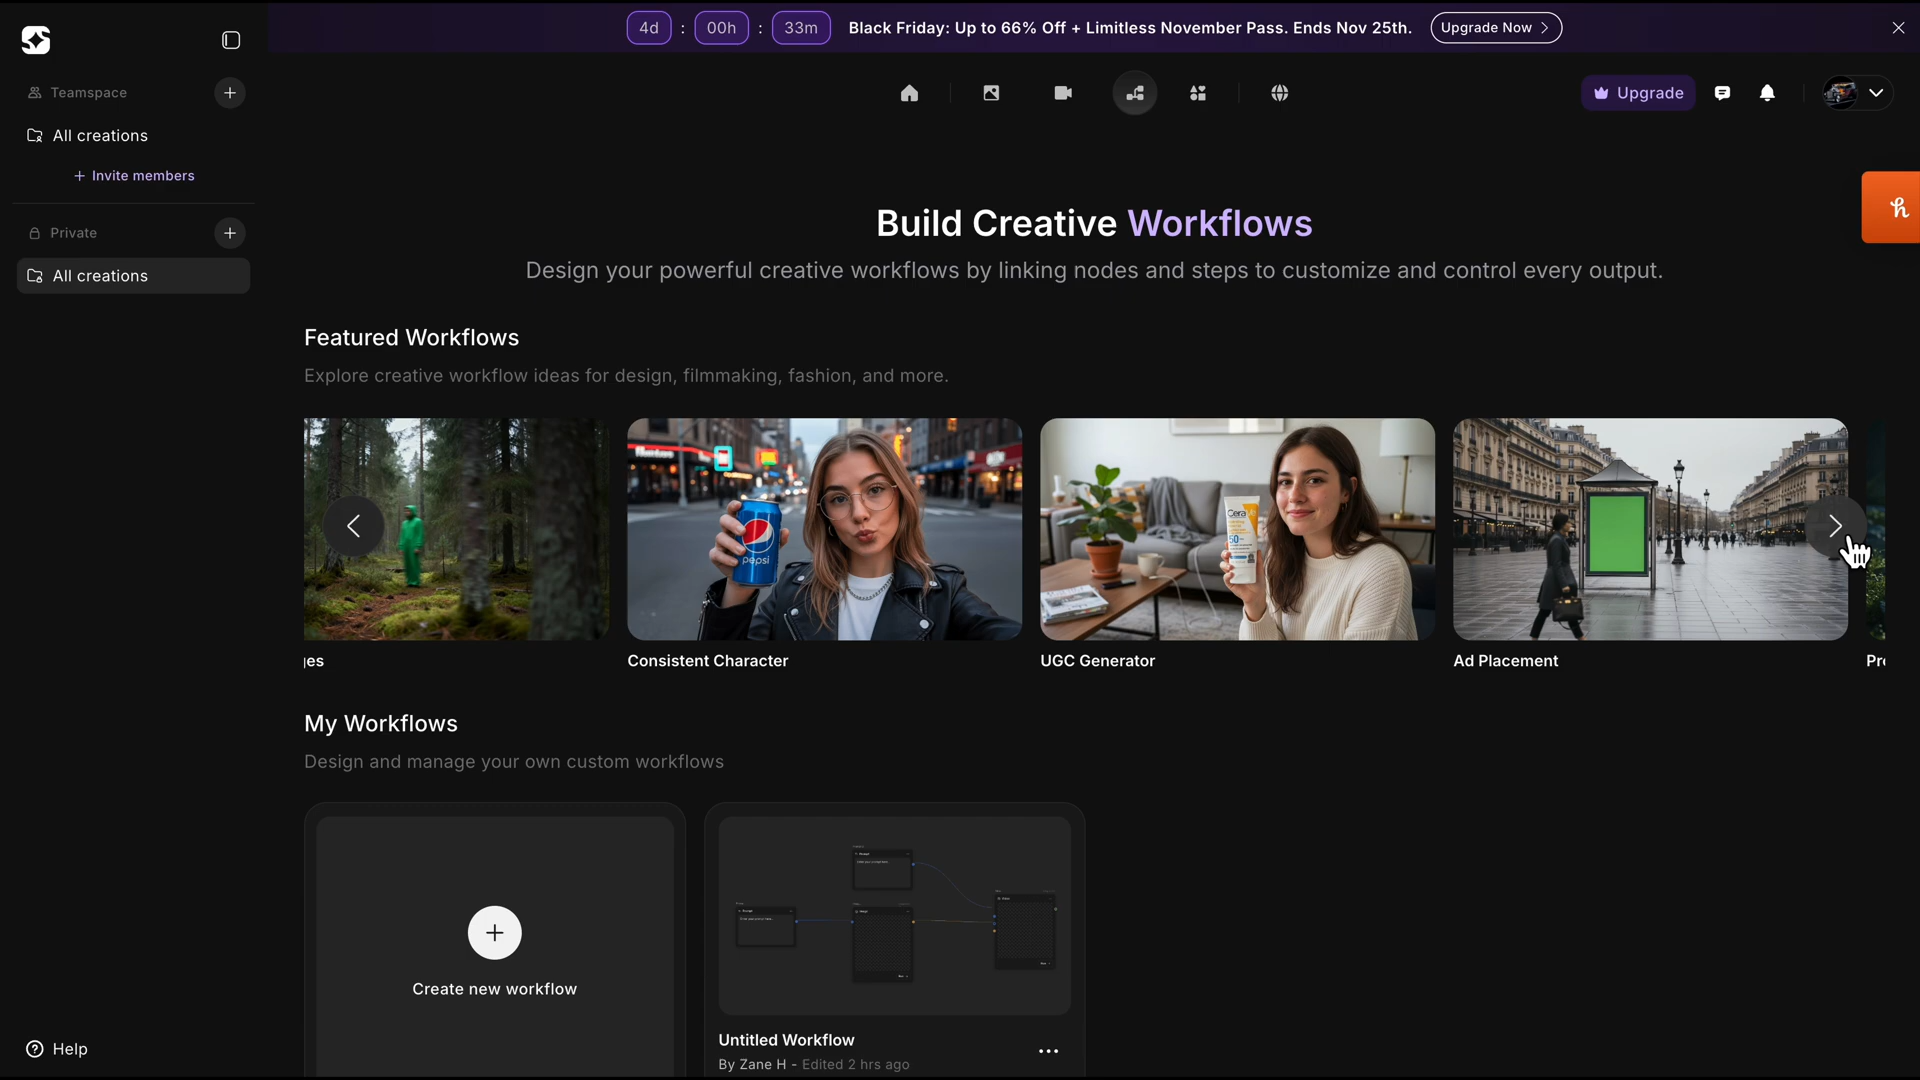 4d : 00h : 33m Black Friday: Up to 66% Off + Limitless November Pass. Ends Nov 25th. Upgrade Now
Teamspace
All creations
+ Invite members
Private
All creations
Help
Upgrade
Build Creative Workflows
Design your powerful creative workflows by linking nodes and steps to customize and control every output.
Featured Workflows
Explore creative workflow ideas for design, filmmaking, fashion, and more.
pepsi
50+
Consistent Character
UGC Generator
Ad Placement
My Workflows
Design and manage your own custom workflows
Create new workflow
Untitled Workflow
By Zane H - Edited 2 hrs ago